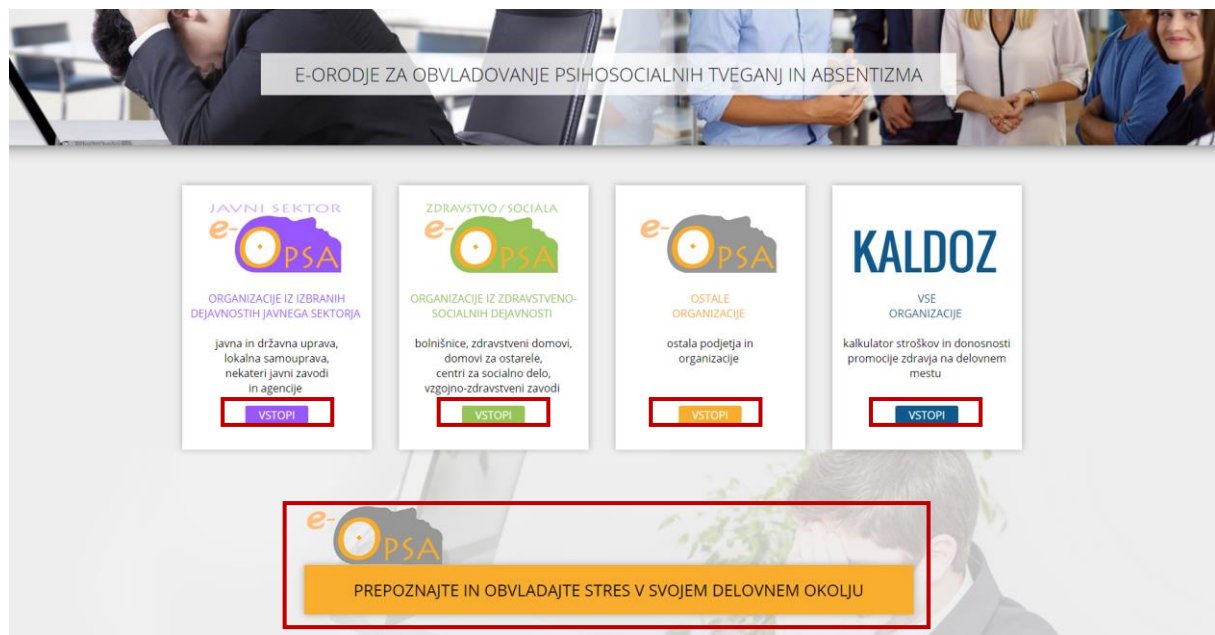 E-ORODJE ZA OBVLADOVANJE PSIHOSOCIALNIH TVEGANJ IN ABSENTIZMA
JAVNI SEKTOR
e-OPSA
ORGANIZACIJE IZ IZBRANIH
DEJAVNOSTIH JAVNEGA SEKTORJA
javna in državna uprava,
lokalna samouprava,
nekateri javni zavodi
in agencije
VSTOPI
ZDRAVSTVO/SOCIALA
e-OPSA
ORGANIZACIJE IZ ZDRAVSTVENO-
SOCIALNIH DEJAVNOSTI
bolnišnice, zdravstveni domovi,
domovi za ostarele,
centri za socialno delo,
vzgojno-zdravstveni zavodi
VSTOPI
e-OPSA
OSTALE
ORGANIZACIJE
ostala podjetja in
organizacije
VSTOPI
KALDOZ
VSE
ORGANIZACIJE
kalkulator stroškov in donosnosti
promocije zdravja na delovnem
mestu
VSTOPI
e-OPSA
PREPOZNAJTE IN OBVLADAJTE STRES V SVOJEM DELOVNEM OKOLJU